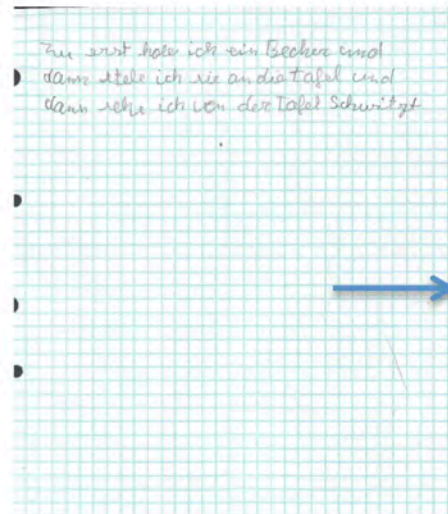 Zu erst hole ich ein Becher und
dann stele ich sie an dia Tafel und
dann sehe ich von der Tafel Schwitzt